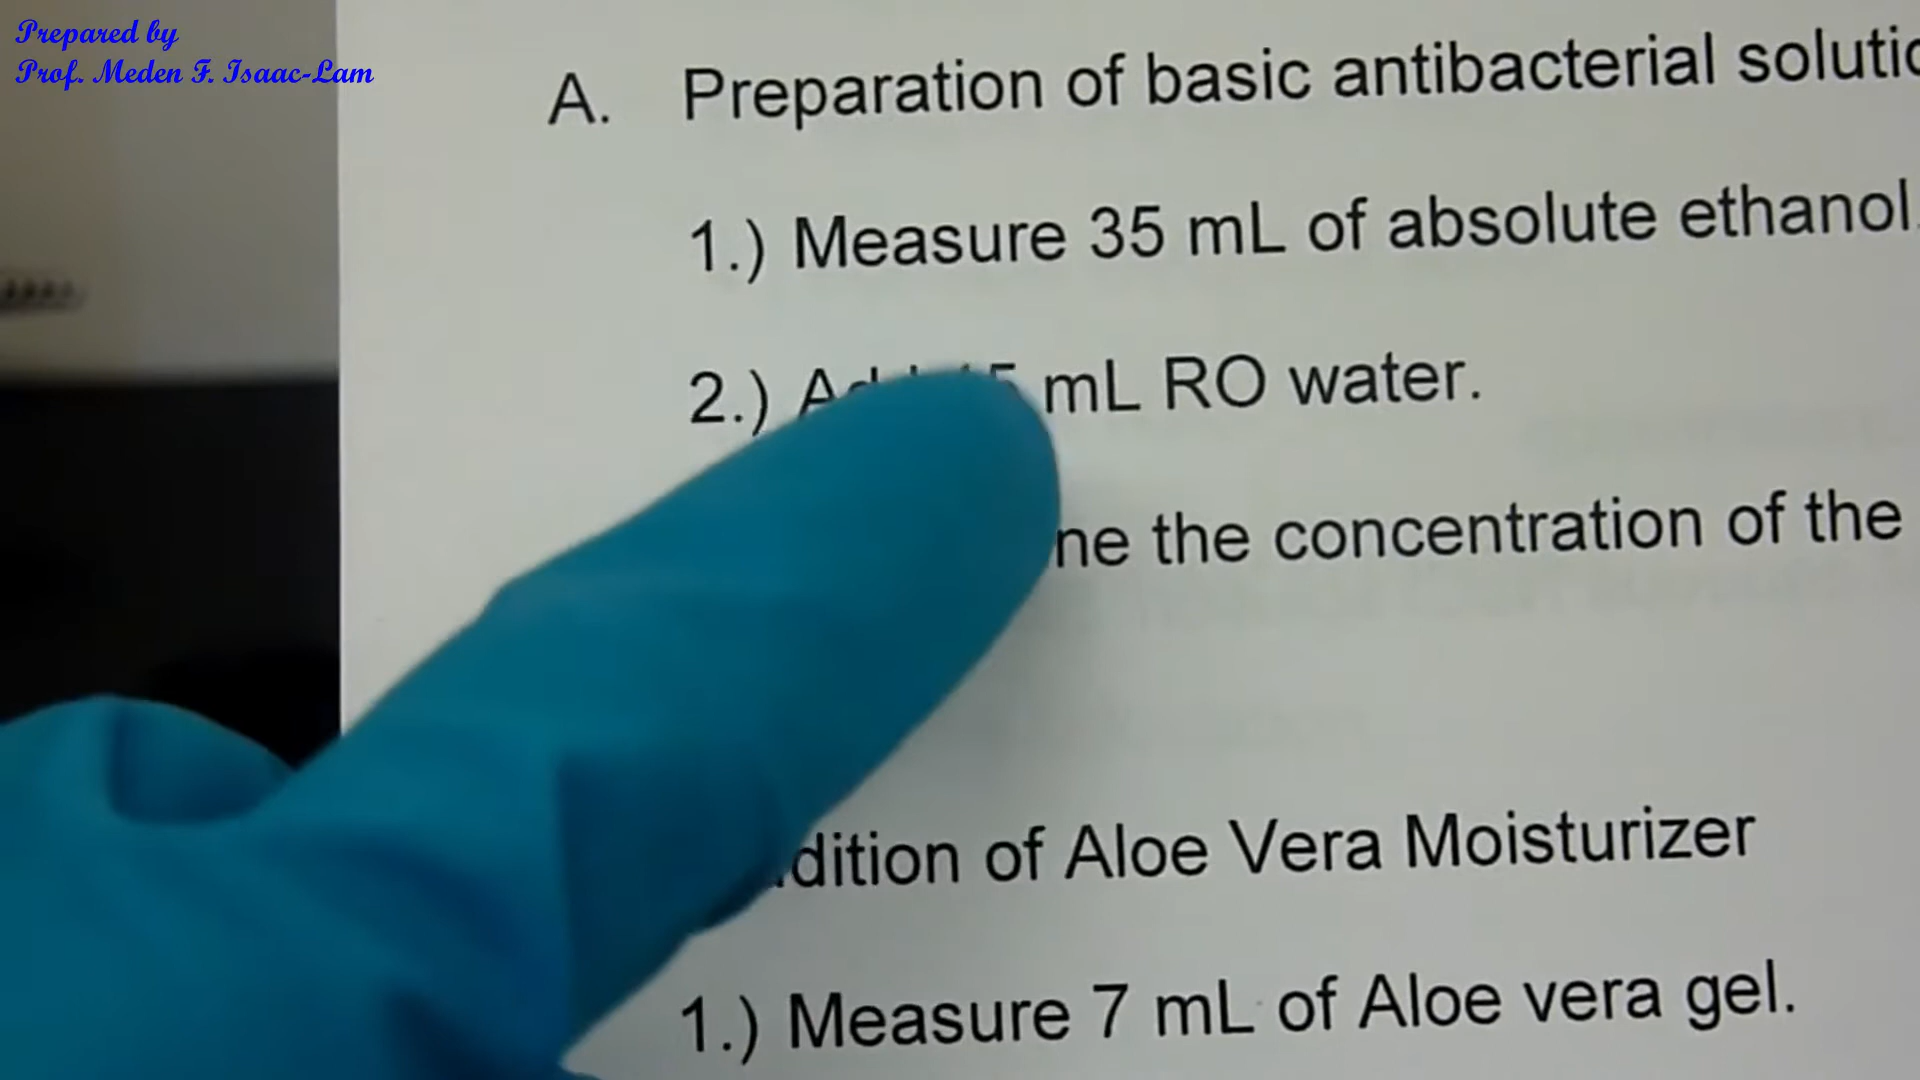 Prepared by
Prof. Meden F. Isaac-Lam
A. Preparation of basic antibacterial
1.) Measure 35 mL of absolute ethanol.
2.) mL RO water.
the concentration of the
of Aloe Vera Moisturizer
1.) Measure 7 mL of Aloe vera gel.